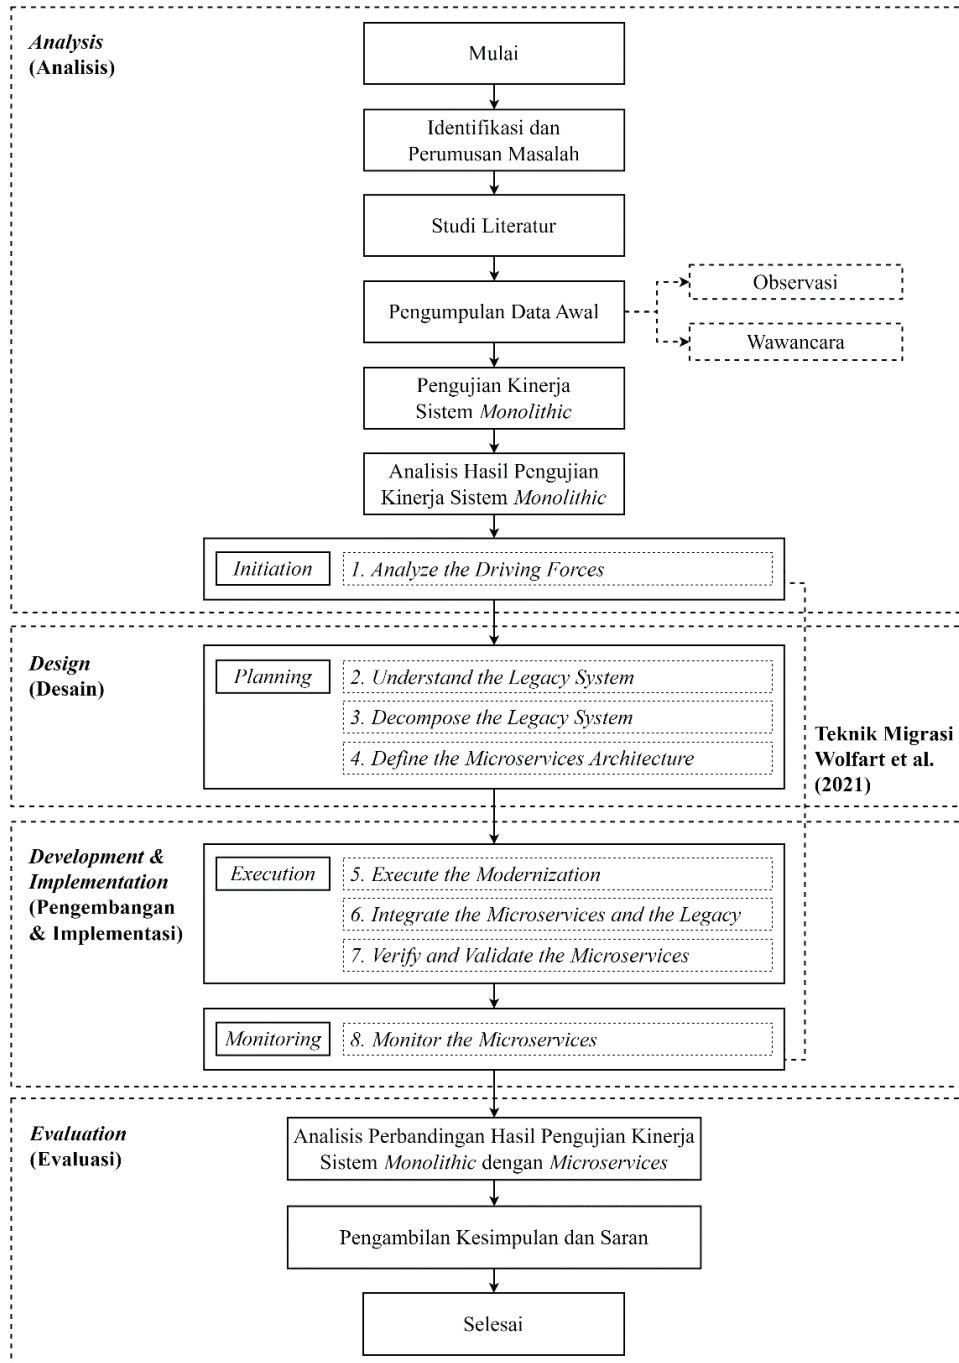 Analysis
(Analisis)
Mulai
Identifikasi dan
Perumusan Masalah
Studi Literatur
Pengumpulan Data Awal
Observasi
Wawancara
Pengujian Kinerja
Sistem Monolithic
Analisis Hasil Pengujian
Kinerja Sistem Monolithic
Initiation
1. Analyze the Driving Forces
Design
(Desain)
Planning
2. Understand the Legacy System
3. Decompose the Legacy System
4. Define the Microservices Architecture
Teknik Migrasi
Wolfart et al.
(2021)
Development &
Implementation
(Pengembangan
& Implementasi)
Execution
5. Execute the Modernization
6. Integrate the Microservices and the Legacy
7. Verify and Validate the Microservices
Monitoring
8. Monitor the Microservices
Evaluation
(Evaluasi)
Analisis Perbandingan Hasil Pengujian Kinerja
Sistem Monolithic dengan Microservices
Pengambilan Kesimpulan dan Saran
Selesai